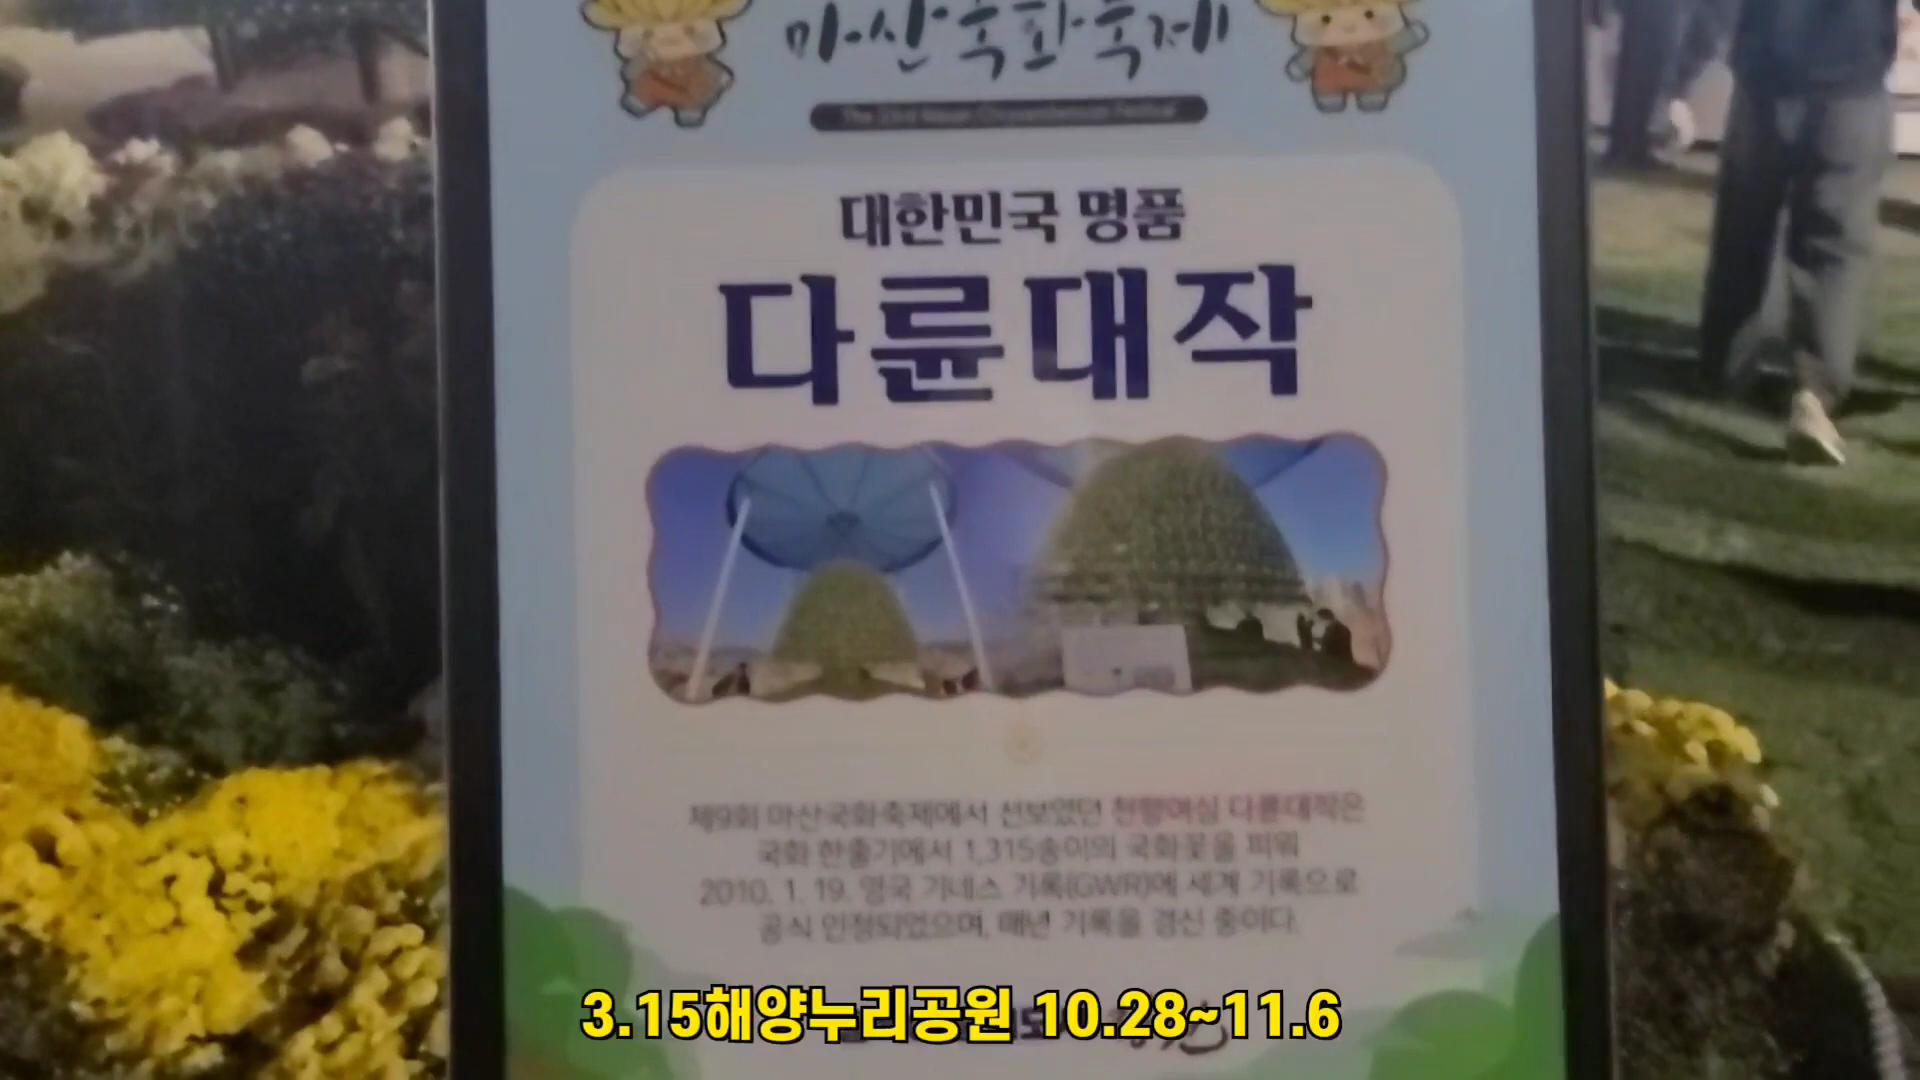 마산국화축제
The 23rd Masan Chrysanthemum Festival
대한민국 명품
다륜대작
제9회 마산국화축제에서 선보였던 천향여심 다륜대작은
국화 한줄기에서 1,315송이의 국화꽃을 피워
2010. 1. 19. 영국 기네스 기록(GWR)에 세계 기록으로
공식 인정되었으며, 매년 기록을 경신 중이다.
3.15해양누리공원 10.28~11.6